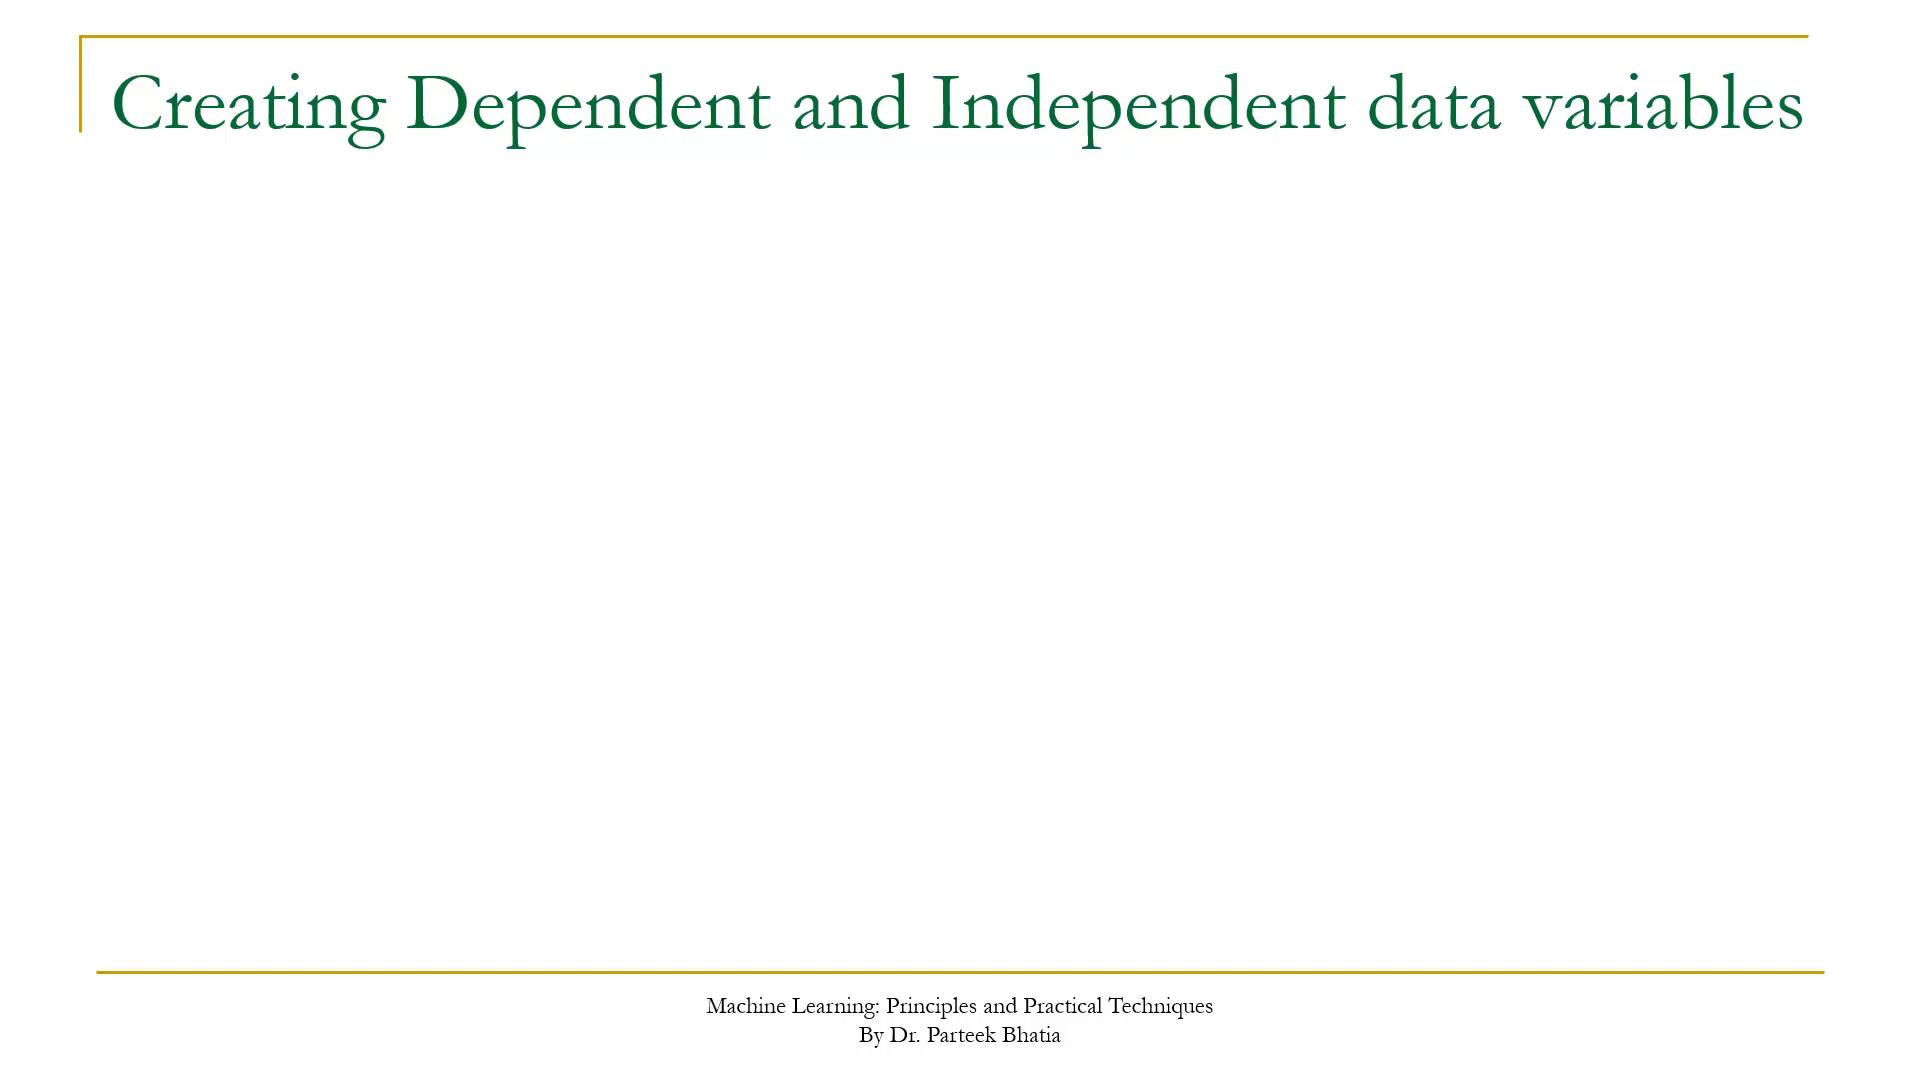 Creating Dependent and Independent data variables
Machine Learning: Principles and Practical Techniques
By Dr. Parteek Bhatia